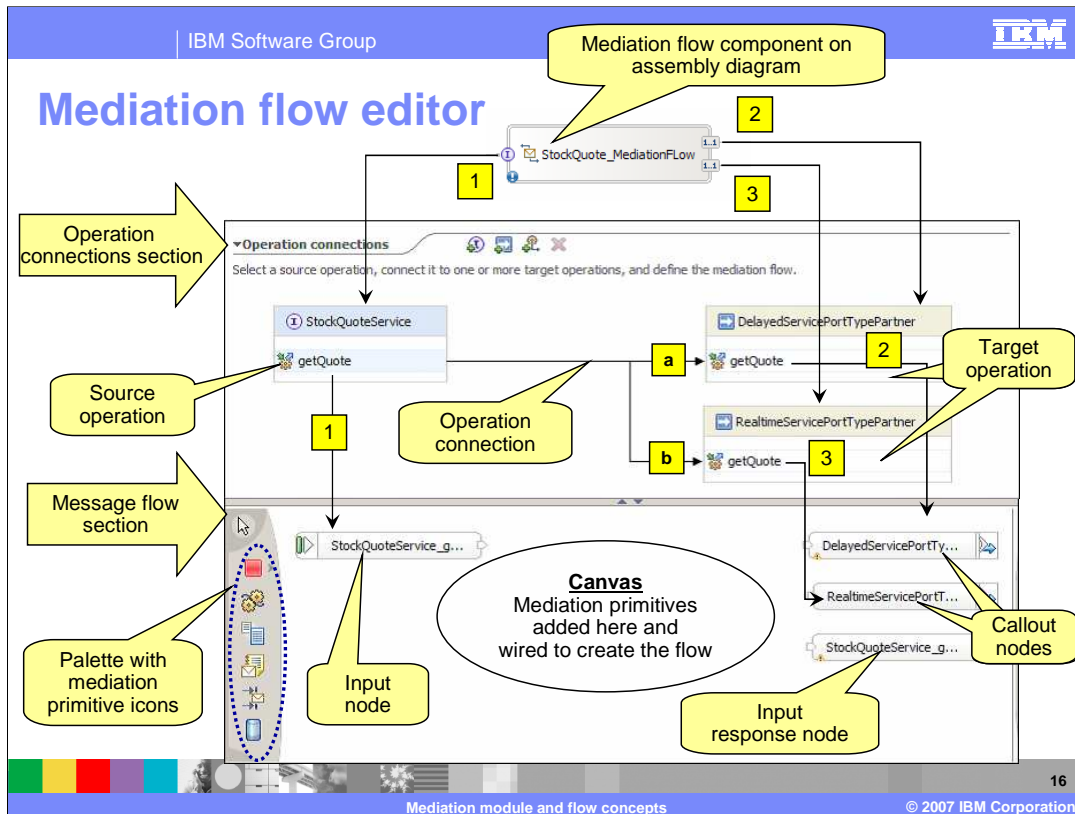 IBM Software Group
IBM
Mediation flow component on
assembly diagram
Mediation flow editor
2
StockQuote_MediationFLow
1..1
1..1
1
3
Operation
connections section
Operation connections
Select a source operation, connect it to one or more target operations, and define the mediation flow.
StockQuoteService
getQuote
DelayedServicePortTypePartner
getQuote
2
a
Target
operation
Source
operation
Operation
connection
RealtimeServicePortTypePartner
getQuote
3
b
1
Message flow
section
StockQuoteService_g...
DelayedServicePortTy...
Canvas
Mediation primitives
added here and
wired to create the flow
RealtimeServicePortT...
Callout
nodes
StockQuoteService_g...
Palette with
mediation
primitive icons
Input
node
Input
response node
16
Mediation module and flow concepts
© 2007 IBM Corporation